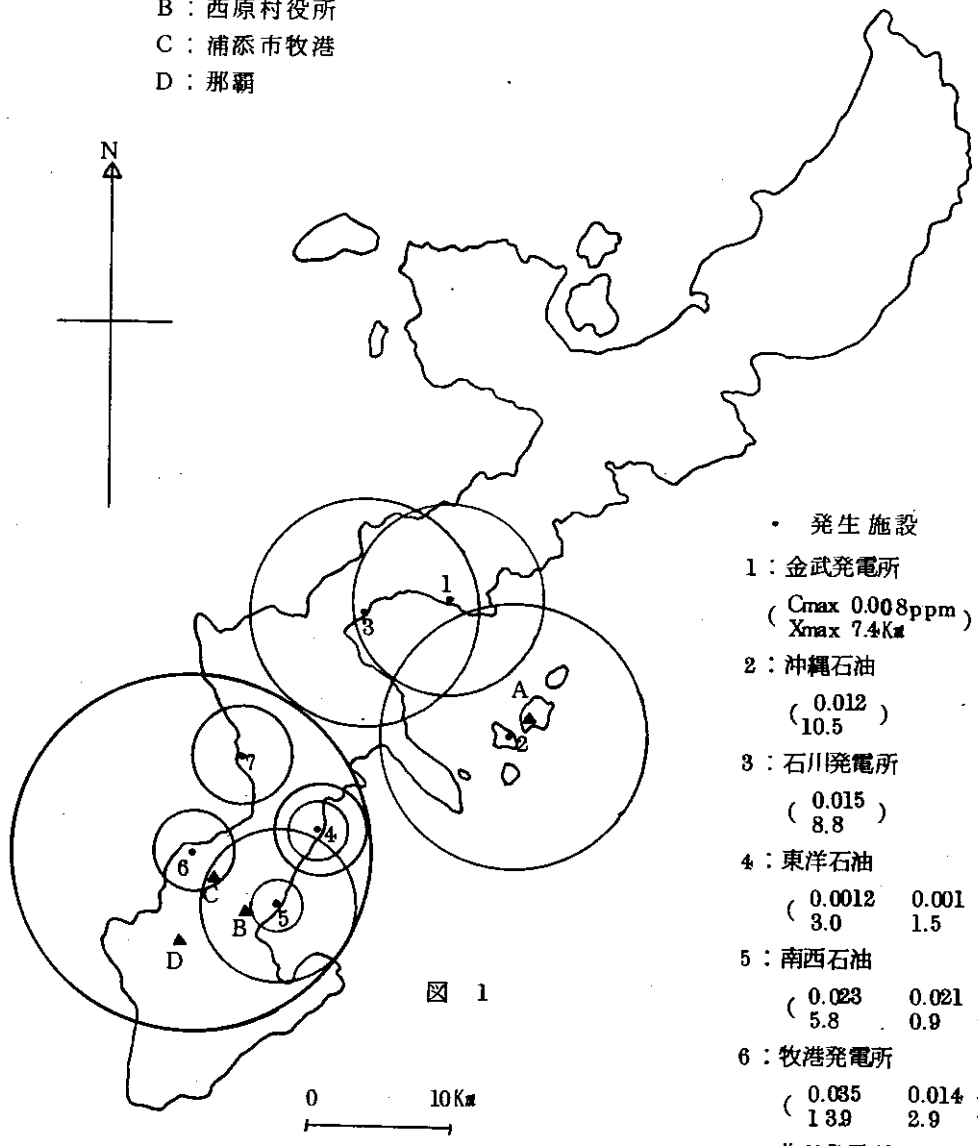 B : 西原村役所
C : 浦添市牧港
D : 那覇
N
・ 発生施設
1 : 金武発電所
( Cmax 0.008ppm
Xmax 7.4Km )
2 : 沖縄石油
( 0.012
10.5 )
3 : 石川発電所
( 0.015
8.8 )
4 : 東洋石油
( 0.0012 0.001
3.0 1.5
5 : 南西石油
( 0.023 0.021
5.8 0.9
6 : 牧港発電所
( 0.035 0.014
13.9 2.9
1
3
A
2
7
4
6
C
5
B
D
図 1
0 10Km